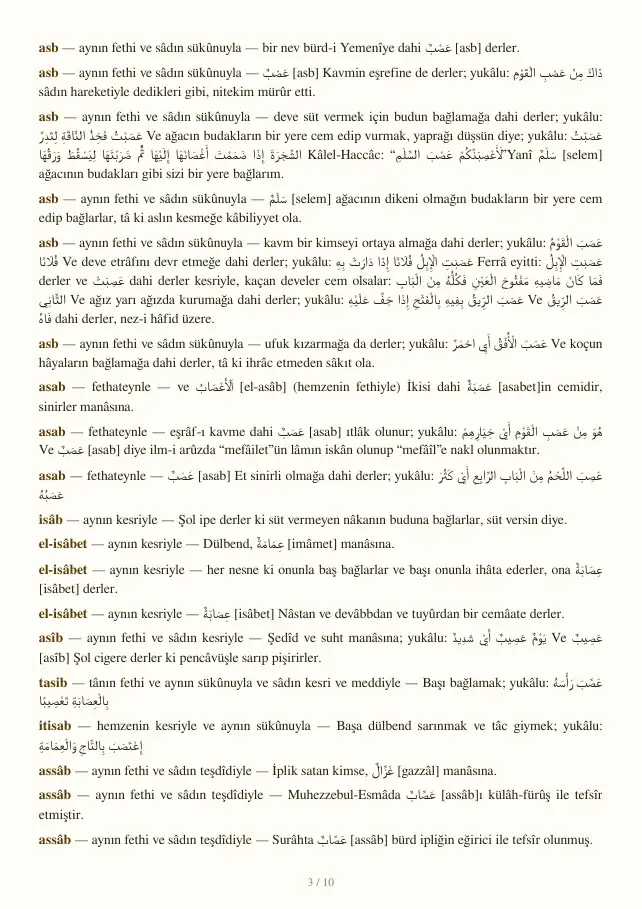 asb — aynın fethi ve sâdın sükûnuyla — bir nev bürd-i Yemenîye dahi عَصْبٌ [asb] derler.
asb — aynın fethi ve sâdın sükûnuyla — عَصْبٌ [asb] Kavmin eşrefine de derler; yukâlu: ذَاكَ مِنْ عَصْبِ الْقَوْمِ
sâdın hareketiyle dedikleri gibi, nitekim mürûr etti.
asb — aynın fethi ve sâdın sükûnuyla — deve süt vermek için budun bağlamağa dahi derler; yukâlu:
عَصَبْتُ فَخِذَ النَّاقَةِ لِتَدِرَّ Ve ağacın budakların bir yere cem edip vurmak, yaprağı düşsün diye; yukâlu: عَصَبْتُ
الشَّجَرَةَ إِذَا ضَمَمْتَ أَغْصَانَهَا إِلَيْهَا ثُمَّ ضَرَبْتَهَا لِيَسْقُطَ وَرَقُهَا Kâlel-Haccâc: “لَأَعْصِبَنَّكُمْ عَصْبَ السَّلَمِ”Yanî سَلَمٌ [selem]
ağacının budakları gibi sizi bir yere bağlarım.
asb — aynın fethi ve sâdın sükûnuyla — سَلَمٌ [selem] ağacının dikeni olmağın budakların bir yere cem
edip bağlarlar, tâ ki aslın kesmeğe kâbiliyyet ola.
asb — aynın fethi ve sâdın sükûnuyla — kavm bir kimseyi ortaya almağa dahi derler; yukâlu: عَصَبَ الْقَوْمُ
فُلَانًا Ve deve etrâfını devr etmeğe dahi derler; yukâlu: عَصَبَتِ الْإِبِلُ فُلَانًا إِذَا دَارَتْ بِهِ Ferrâ eyitti: عَصَبَتِ الْإِبِلُ
derler ve عَصِبَتْ dahi derler kesriyle, kaçan develer cem olsalar: فَمَا كَانَ مَاضِيهِ مَفْتُوحَ الْعَيْنِ فَكُلُّهُ مِنَ الْبَابِ
الثَّانِي Ve ağız yarı ağızda kurumağa dahi derler; yukâlu: عَصَبَ الرِّيقُ بِفِيهِ بِالْفَتْحِ إِذَا جَفَّ عَلَيْهِ Ve عَصَبَ الرِّيقُ
فَاهُ dahi derler, nez-i hâfid üzere.
asb — aynın fethi ve sâdın sükûnuyla — ufuk kızarmağa da derler; yukâlu: عَصَبَ الْأُفُقُ أَيِ احْمَرَّ Ve koçun
hâyaların bağlamağa dahi derler, tâ ki ihrâc etmeden sâkıt ola.
asab — fethateynle — ve اَلْأَعْصَابُ [el-asâb] (hemzenin fethiyle) İkisi dahi عَصَبَةٌ [asabet]in cemidir,
sinirler manâsına.
asab — fethateynle — eşrâf-ı kavme dahi عَصَبٌ [asab] ıtlâk olunur; yukâlu: هُوَ مِنْ عَصَبِ الْقَوْمِ أَيْ خِيَارِهِمْ
Ve عَصَبٌ [asab] diye ilm-i arûzda “mefâilet”ün lâmın iskân olunup “mefâîl”e nakl olunmaktır.
asab — fethateynle — عَصَبٌ [asab] Et sinirli olmağa dahi derler; yukâlu: عَصِبَ اللَّحْمُ مِنَ الْبَابِ الرَّابِعِ أَيْ كَثُرَ
عَصَبُهُ
isâb — aynın kesriyle — Şol ipe derler ki süt vermeyen nâkanın buduna bağlarlar, süt versin diye.
el-isâbet — aynın kesriyle — Dülbend, عِمَامَةٌ [imâmet] manâsına.
el-isâbet — aynın kesriyle — her nesne ki onunla baş bağlarlar ve başı onunla ihâta ederler, ona عِصَابَةٌ
[isâbet] derler.
el-isâbet — aynın kesriyle — عِصَابَةٌ [isâbet] Nâstan ve devâbbdan ve tuyûrdan bir cemâate derler.
asîb — aynın fethi ve sâdın kesriyle — Şedîd ve suht manâsına; yukâlu: يَوْمٌ عَصِيبٌ أَيْ شَدِيدٌ Ve عَصِيبٌ
[asîb] Şol cigere derler ki pencâvüşle sarıp pişirirler.
tasib — tânın fethi ve aynın sükûnuyla ve sâdın kesri ve meddiyle — Başı bağlamak; yukâlu: عَصَّبَ رَأْسَهُ
بِالْعِصَابَةِ تَعْصِيبًا
itisab — hemzenin kesriyle ve aynın sükûnuyla — Başa dülbend sarınmak ve tâc giymek; yukâlu:
إِعْتَصَبَ بِالتَّاجِ وَالْعِمَامَةِ
assâb — aynın fethi ve sâdın teşdîdiyle — İplik satan kimse, غَزَّالٌ [gazzâl] manâsına.
assâb — aynın fethi ve sâdın teşdîdiyle — Muhezzebul-Esmâda عَصَّابٌ [assâb]ı külâh-fürûş ile tefsîr
etmiştir.
assâb — aynın fethi ve sâdın teşdîdiyle — Surâhta عَصَّابٌ [assâb] bürd ipliğin eğirici ile tefsîr olunmuş.
3 / 10